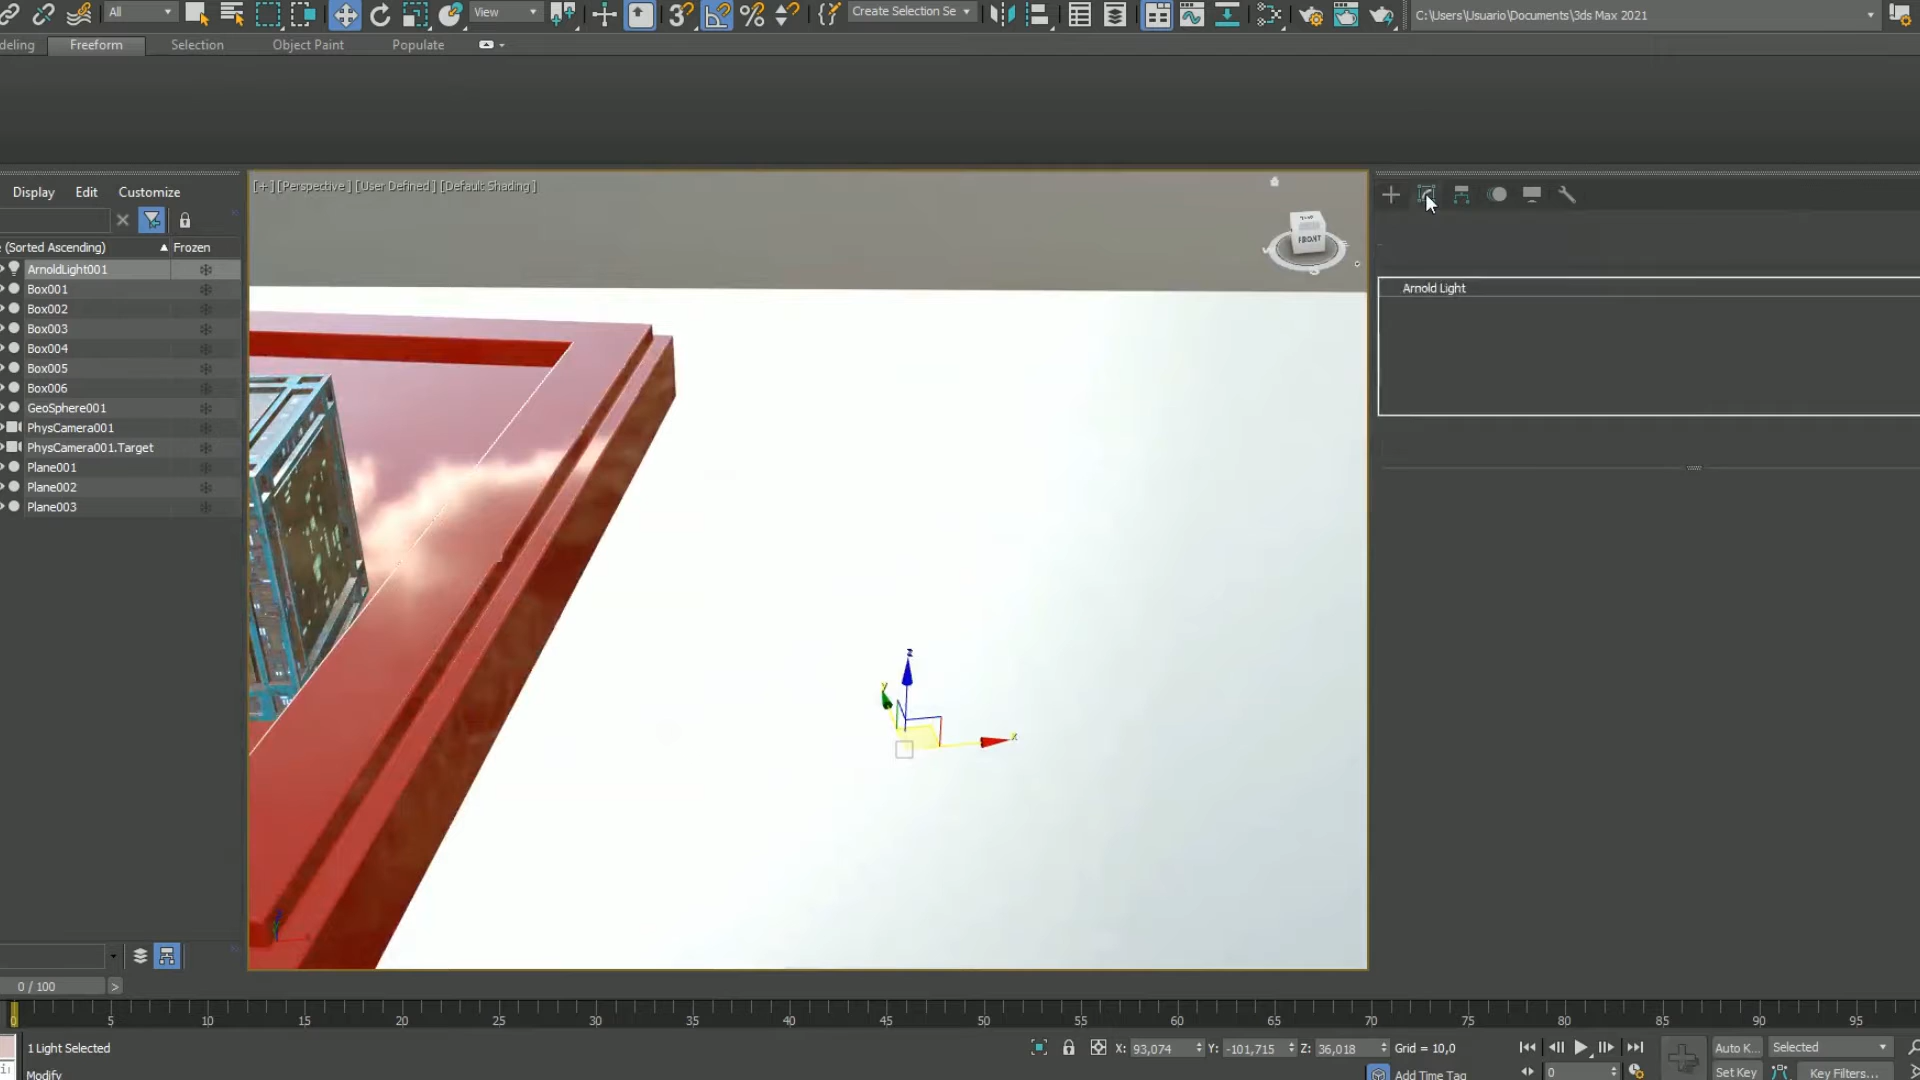 All
View
Create Selection Se
C:\Users\Usuario\Documents\3ds Max 2021
deling
Freeform
Selection
Object Paint
Populate
Display
Edit
Customize
[+] [Perspective ] [User Defined ] [Default Shading ]
(Sorted Ascending)
▲ Frozen
ArnoldLight001
Box001
Box002
Box003
Box004
Box005
Box006
GeoSphere001
PhysCamera001
PhysCamera001.Target
Plane001
Plane002
Plane003
FRONT
Arnold Light
z
y
x
0 / 100
>
0
5
10
15
20
25
30
35
40
45
50
55
60
65
70
75
80
85
90
95
1 Light Selected
X: 93,074
Y: -101,715
Z: 36,018
Grid = 10,0
Auto K...
Selected
Modify
Add Time Tag
0
Set Key
Key Filters...